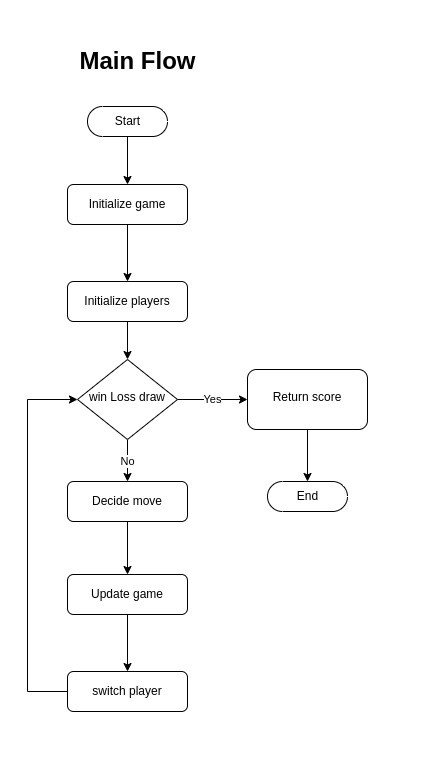 Main Flow
Start
Initialize game
Initialize players
win Loss draw
Yes
Return score
No
End
Decide move
Update game
switch player